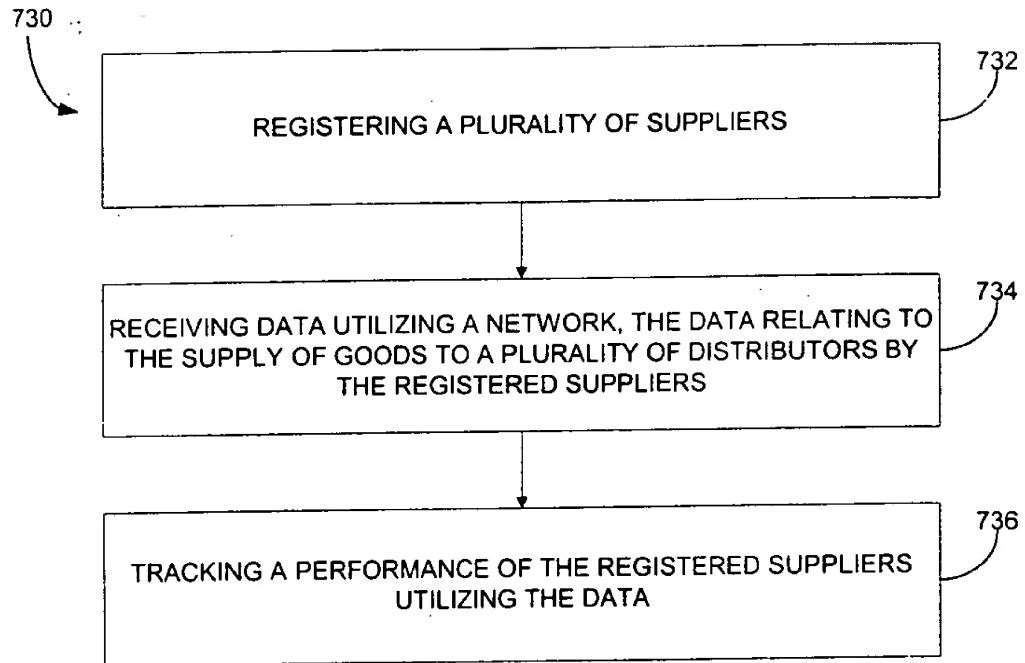 730
732
REGISTERING A PLURALITY OF SUPPLIERS
734
RECEIVING DATA UTILIZING A NETWORK, THE DATA RELATING TO
THE SUPPLY OF GOODS TO A PLURALITY OF DISTRIBUTORS BY
THE REGISTERED SUPPLIERS
736
TRACKING A PERFORMANCE OF THE REGISTERED SUPPLIERS
UTILIZING THE DATA